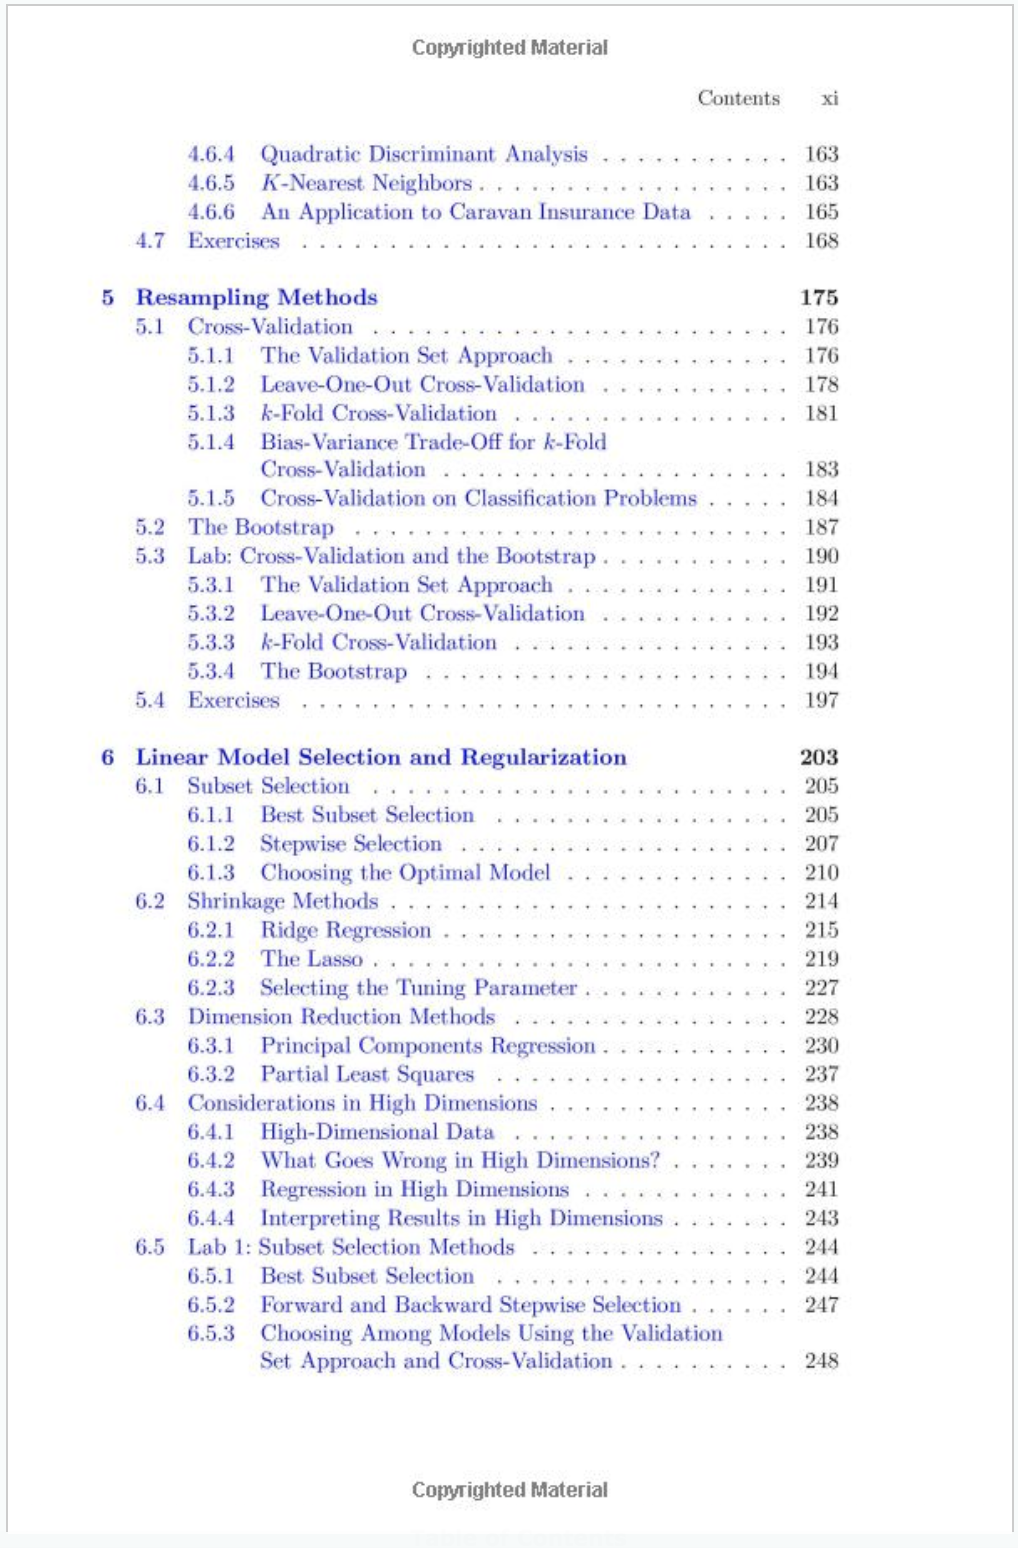 Copyrighted Material
Contents xi
4.6.4 Quadratic Discriminant Analysis . . . . . . . . . . . 163
4.6.5 K-Nearest Neighbors . . . . . . . . . . . . . . . . . . 163
4.6.6 An Application to Caravan Insurance Data . . . . . 165
4.7 Exercises . . . . . . . . . . . . . . . . . . . . . . . . . . . . 168
5 Resampling Methods 175
5.1 Cross-Validation . . . . . . . . . . . . . . . . . . . . . . . . 176
5.1.1 The Validation Set Approach . . . . . . . . . . . . . 176
5.1.2 Leave-One-Out Cross-Validation . . . . . . . . . . . 178
5.1.3 k-Fold Cross-Validation . . . . . . . . . . . . . . . . 181
5.1.4 Bias-Variance Trade-Off for k-Fold
Cross-Validation . . . . . . . . . . . . . . . . . . . . 183
5.1.5 Cross-Validation on Classification Problems . . . . . 184
5.2 The Bootstrap . . . . . . . . . . . . . . . . . . . . . . . . . 187
5.3 Lab: Cross-Validation and the Bootstrap . . . . . . . . . . . 190
5.3.1 The Validation Set Approach . . . . . . . . . . . . . 191
5.3.2 Leave-One-Out Cross-Validation . . . . . . . . . . . 192
5.3.3 k-Fold Cross-Validation . . . . . . . . . . . . . . . . 193
5.3.4 The Bootstrap . . . . . . . . . . . . . . . . . . . . . 194
5.4 Exercises . . . . . . . . . . . . . . . . . . . . . . . . . . . . 197
6 Linear Model Selection and Regularization 203
6.1 Subset Selection . . . . . . . . . . . . . . . . . . . . . . . . 205
6.1.1 Best Subset Selection . . . . . . . . . . . . . . . . . 205
6.1.2 Stepwise Selection . . . . . . . . . . . . . . . . . . . 207
6.1.3 Choosing the Optimal Model . . . . . . . . . . . . . 210
6.2 Shrinkage Methods . . . . . . . . . . . . . . . . . . . . . . . 214
6.2.1 Ridge Regression . . . . . . . . . . . . . . . . . . . . 215
6.2.2 The Lasso . . . . . . . . . . . . . . . . . . . . . . . . 219
6.2.3 Selecting the Tuning Parameter . . . . . . . . . . . . 227
6.3 Dimension Reduction Methods . . . . . . . . . . . . . . . . 228
6.3.1 Principal Components Regression . . . . . . . . . . . 230
6.3.2 Partial Least Squares . . . . . . . . . . . . . . . . . 237
6.4 Considerations in High Dimensions . . . . . . . . . . . . . . 238
6.4.1 High-Dimensional Data . . . . . . . . . . . . . . . . 238
6.4.2 What Goes Wrong in High Dimensions? . . . . . . . 239
6.4.3 Regression in High Dimensions . . . . . . . . . . . . 241
6.4.4 Interpreting Results in High Dimensions . . . . . . . 243
6.5 Lab 1: Subset Selection Methods . . . . . . . . . . . . . . . 244
6.5.1 Best Subset Selection . . . . . . . . . . . . . . . . . 244
6.5.2 Forward and Backward Stepwise Selection . . . . . . 247
6.5.3 Choosing Among Models Using the Validation
Set Approach and Cross-Validation . . . . . . . . . . 248
Copyrighted Material